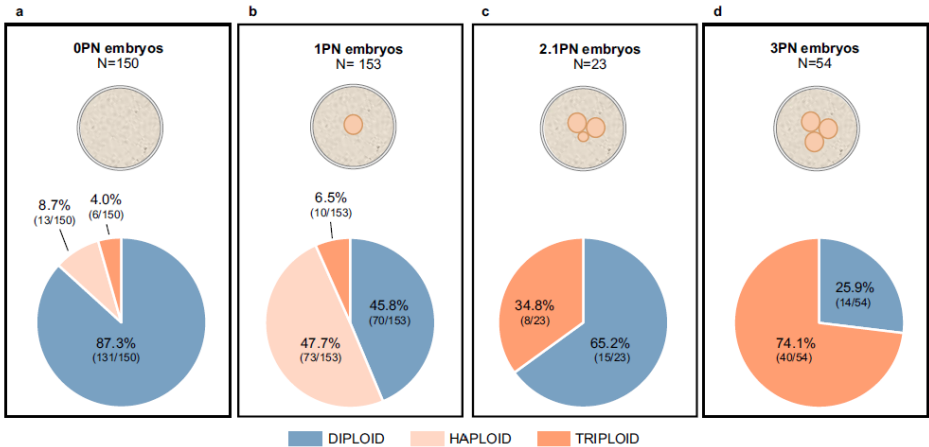 a
0PN embryos
N=150
8.7%
(13/150)
4.0%
(6/150)
87.3%
(131/150)
b
1PN embryos
N= 153
6.5%
(10/153)
45.8%
(70/153)
47.7%
(73/153)
c
2.1PN embryos
N=23
34.8%
(8/23)
65.2%
(15/23)
d
3PN embryos
N=54
25.9%
(14/54)
74.1%
(40/54)
DIPLOID
HAPLOID
TRIPLOID